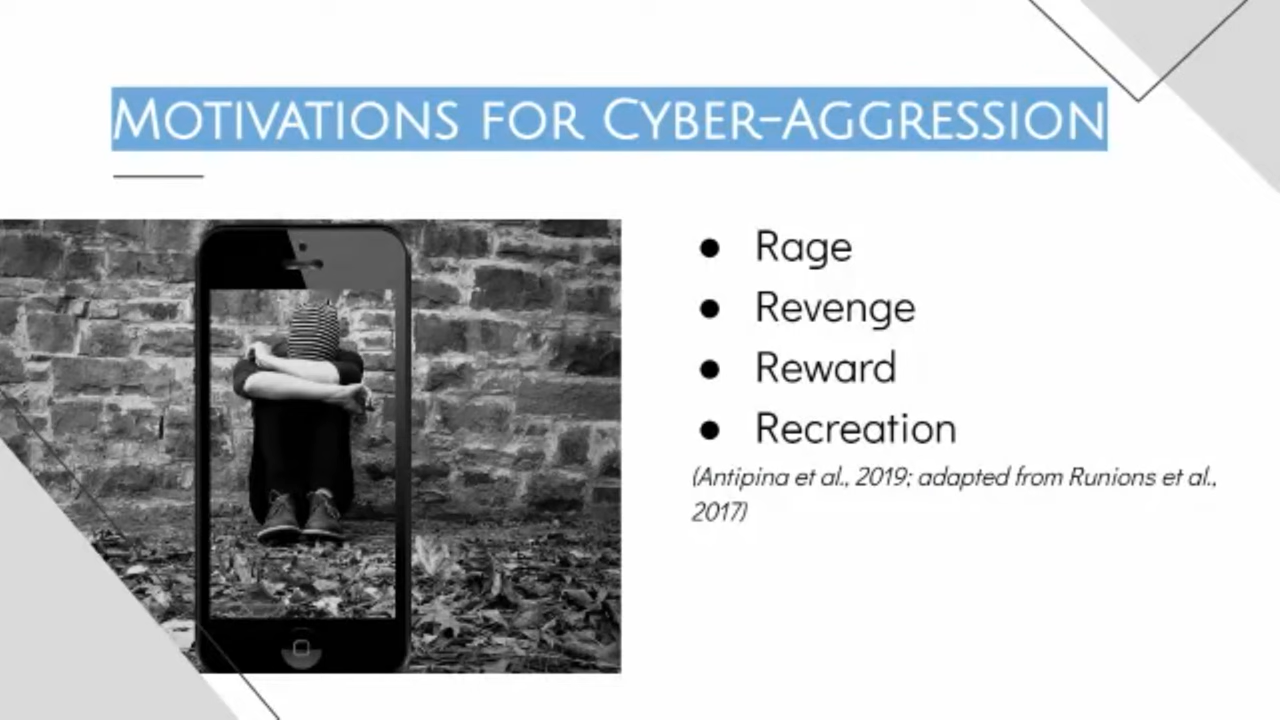 Motivations for Cyber-Aggression
● Rage
● Revenge
● Reward
● Recreation
(Antipina et al., 2019; adapted from Runions et al.,
2017)